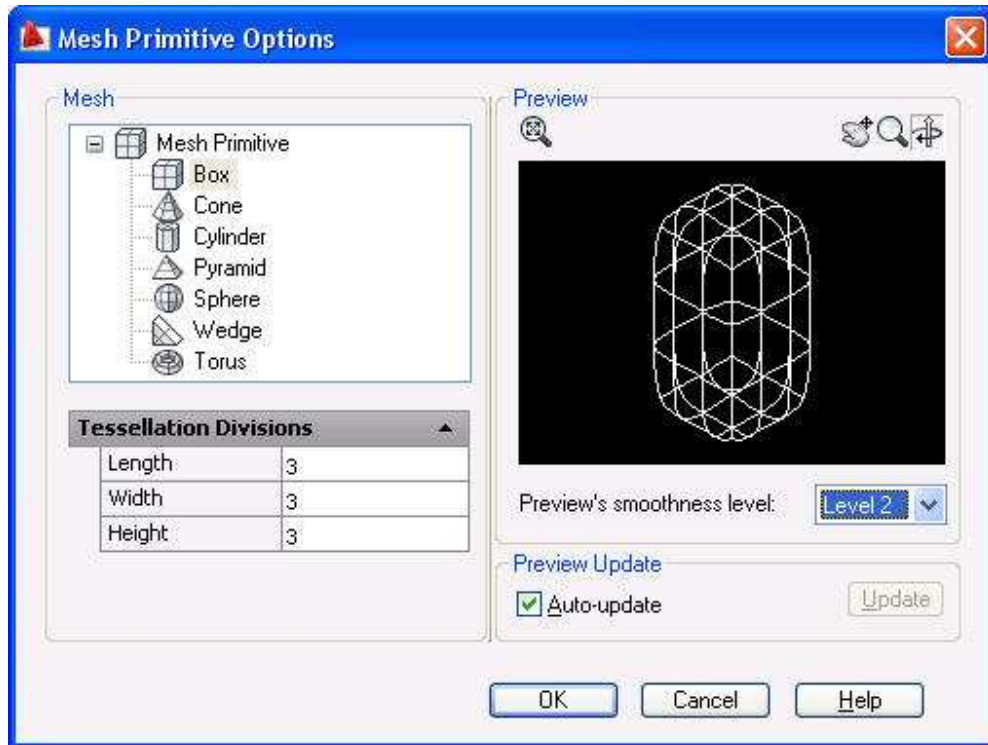 Mesh Primitive Options
Mesh
Mesh Primitive
Box
Cone
Cylinder
Pyramid
Sphere
Wedge
Torus
Tessellation Divisions
Length 3
Width 3
Height 3
Preview
Preview's smoothness level: Level 2
Preview Update
Auto-update
Update
OK Cancel Help